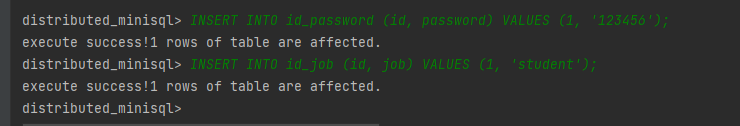 distributed_minisql> INSERT INTO id_password (id, password) VALUES (1, '123456');
execute success!1 rows of table are affected.
distributed_minisql> INSERT INTO id_job (id, job) VALUES (1, 'student');
execute success!1 rows of table are affected.
distributed_minisql>